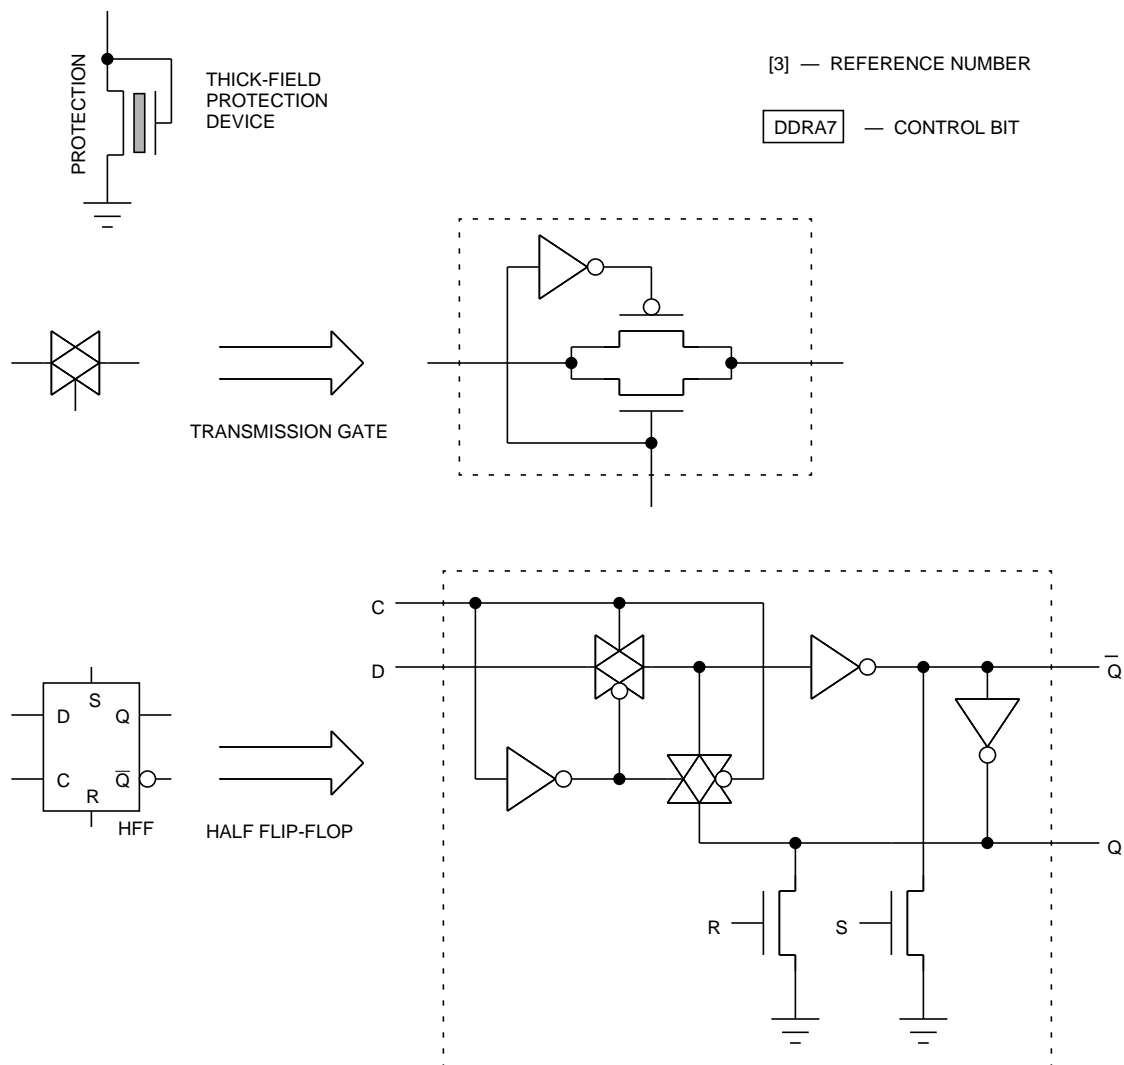 PROTECTION
THICK-FIELD
PROTECTION
DEVICE
[3] — REFERENCE NUMBER
DDRA7 — CONTROL BIT
TRANSMISSION GATE
C
D
Q̅
S
D Q
C Q̅
R
HFF
HALF FLIP-FLOP
Q
R
S